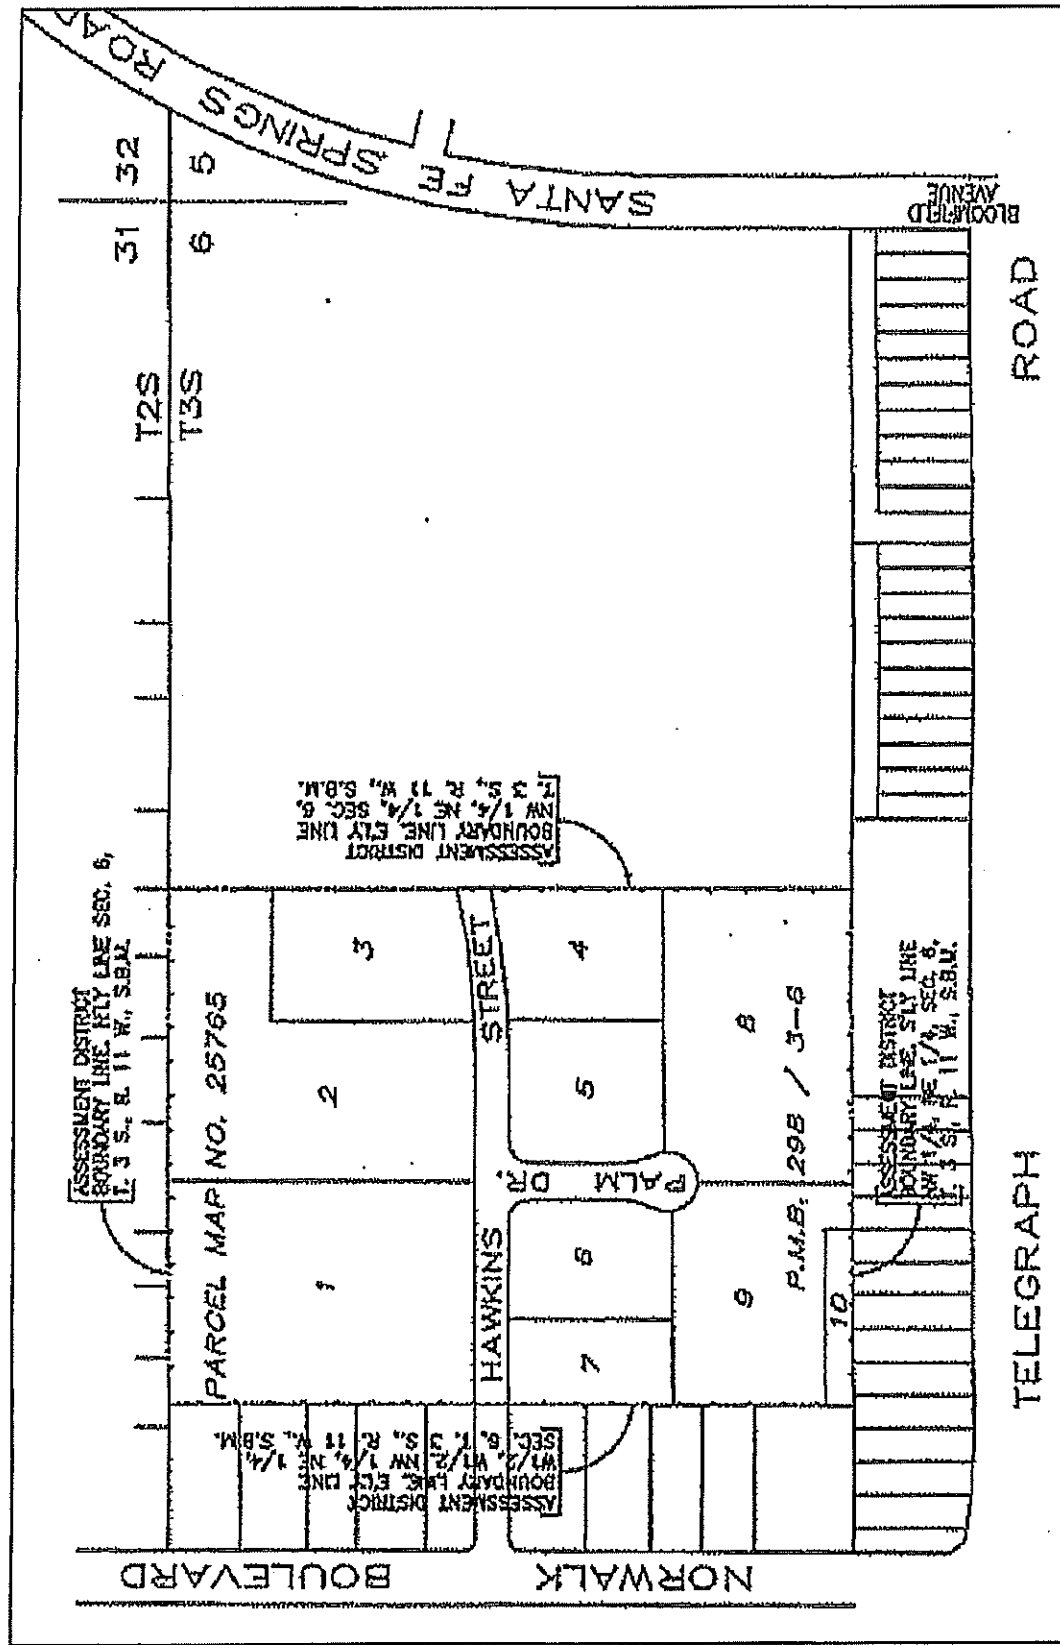 SANTA FE SPRINGS ROAD
31 32
6 5
T2S
T3S
BLOOMFIELD
AVENUE
ASSESSMENT DISTRICT
BOUNDARY LINE, N'LY LINE SEC. 6,
T. 3 S., R. 11 W., S.B.M.
ASSESSMENT DISTRICT
BOUNDARY LINE, E'LY LINE
NW 1/4, NE 1/4, SEC. 6,
T. 3 S., R. 11 W., S.B.M.
PARCEL MAP NO. 25765
1
2
3
HAWKINS STREET
PALM DR.
4
5
6
7
8
9
10
P.M.B. 298 / 3-6
ASSESSMENT DISTRICT
BOUNDARY LINE, E'LY LINE
W1/2, W1/2, NW 1/4, NE 1/4,
SEC. 6, T. 3 S., R. 11 W., S.B.M.
ASSESSMENT DISTRICT
BOUNDARY LINE, S'LY LINE
NW 1/4, NE 1/4, SEC. 6,
T. 3 S., R. 11 W., S.B.M.
NORWALK BOULEVARD
TELEGRAPH ROAD